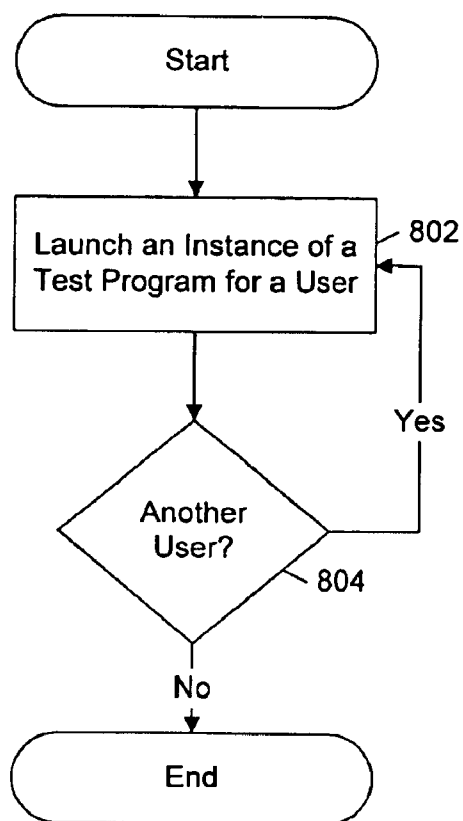 Start
Launch an Instance of a
Test Program for a User
802
Yes
Another
User?
804
No
End